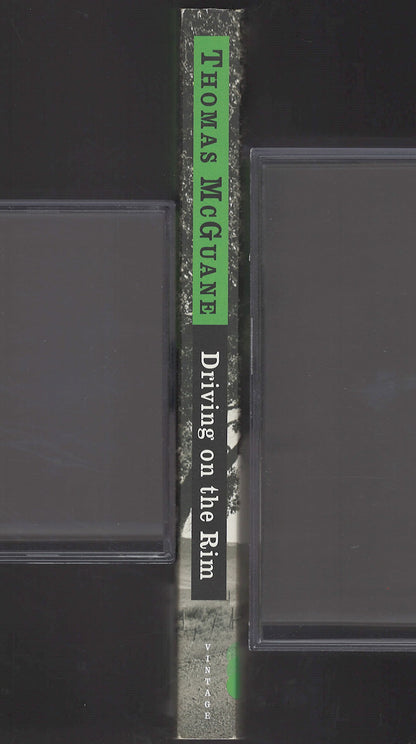 THOMAS MCGUANE
Driving on the Rim
VINTAGE